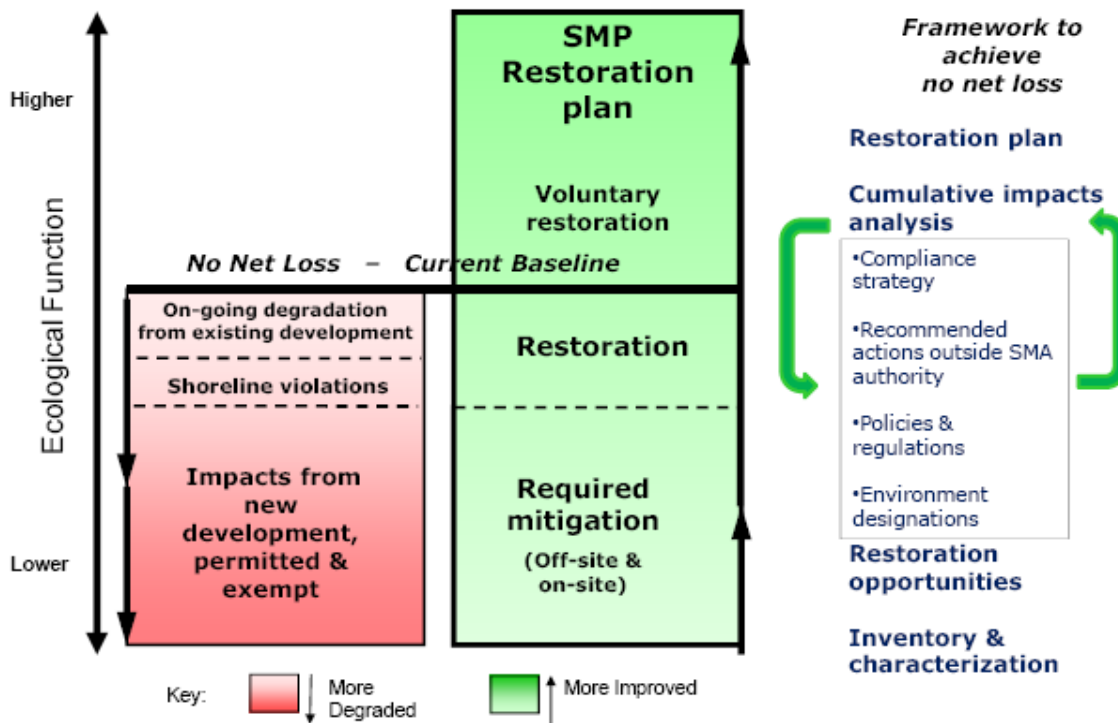 Ecological Function
Higher
Lower
No Net Loss – Current Baseline
On-going degradation
from existing development
Shoreline violations
Impacts from
new
development,
permitted &
exempt
SMP
Restoration
plan
Voluntary
restoration
Restoration
Required
mitigation
(Off-site &
on-site)
Framework to
achieve
no net loss
Restoration plan
Cumulative impacts
analysis
•Compliance
strategy
•Recommended
actions outside SMA
authority
•Policies &
regulations
•Environment
designations
Restoration
opportunities
Inventory &
characterization
Key:
More
Degraded
More Improved